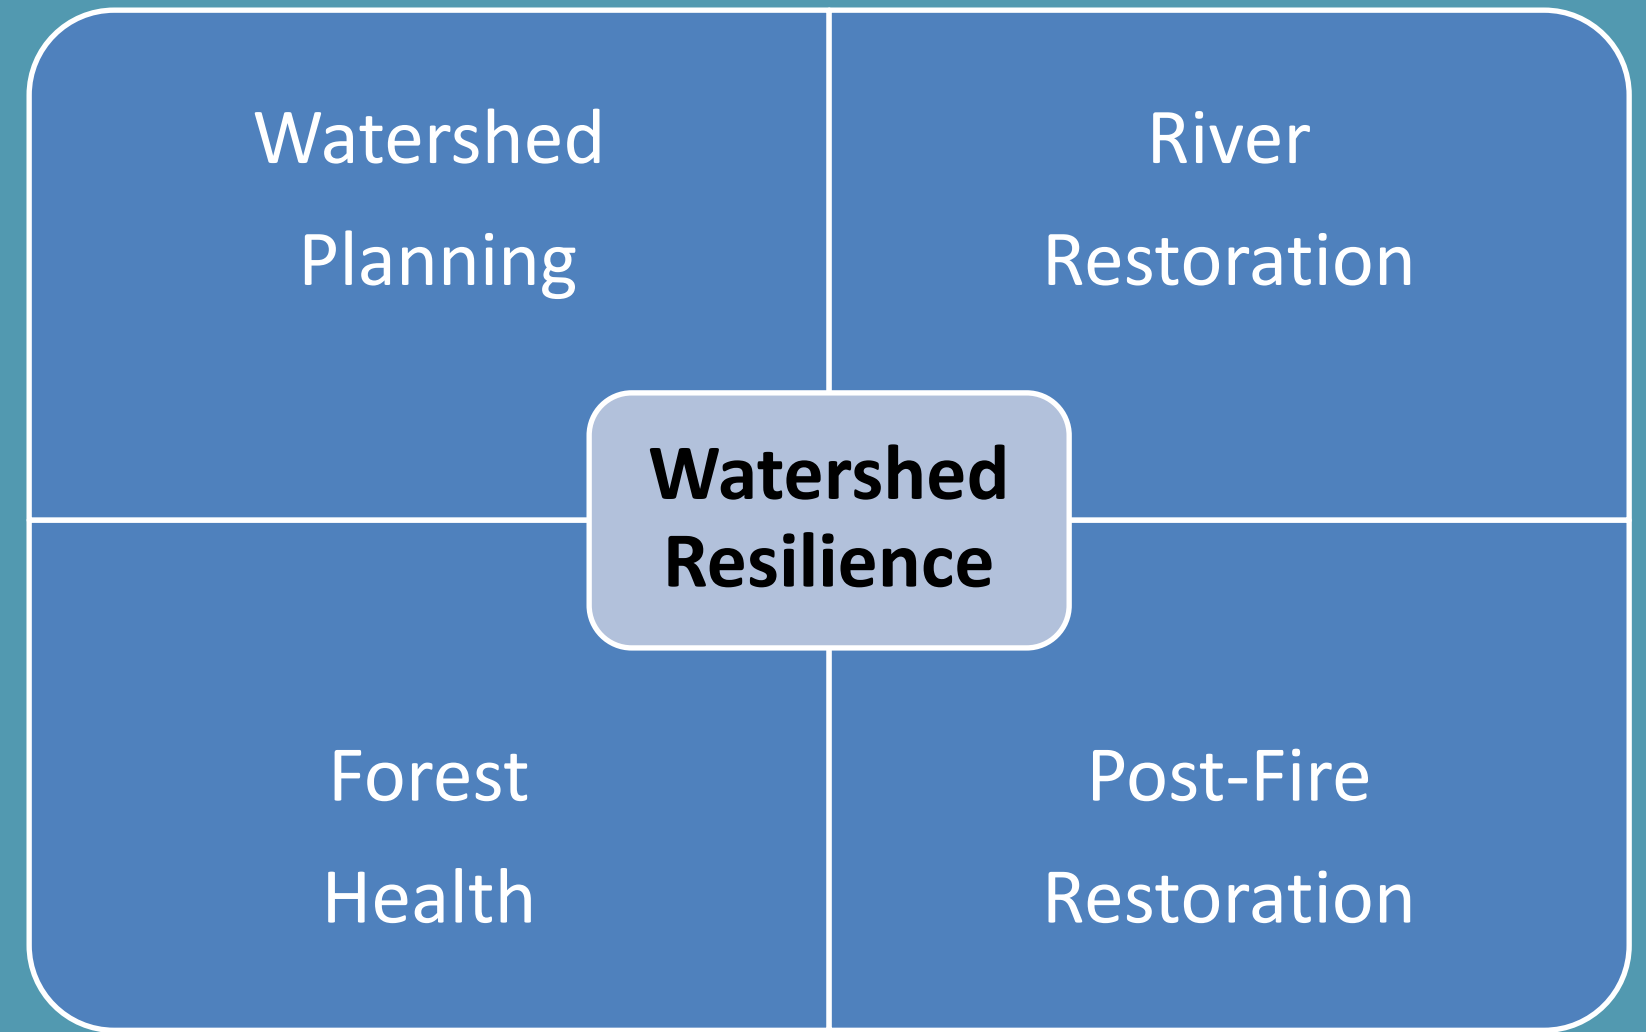 Watershed
Planning
River
Restoration
Watershed
Resilience
Forest
Health
Post-Fire
Restoration